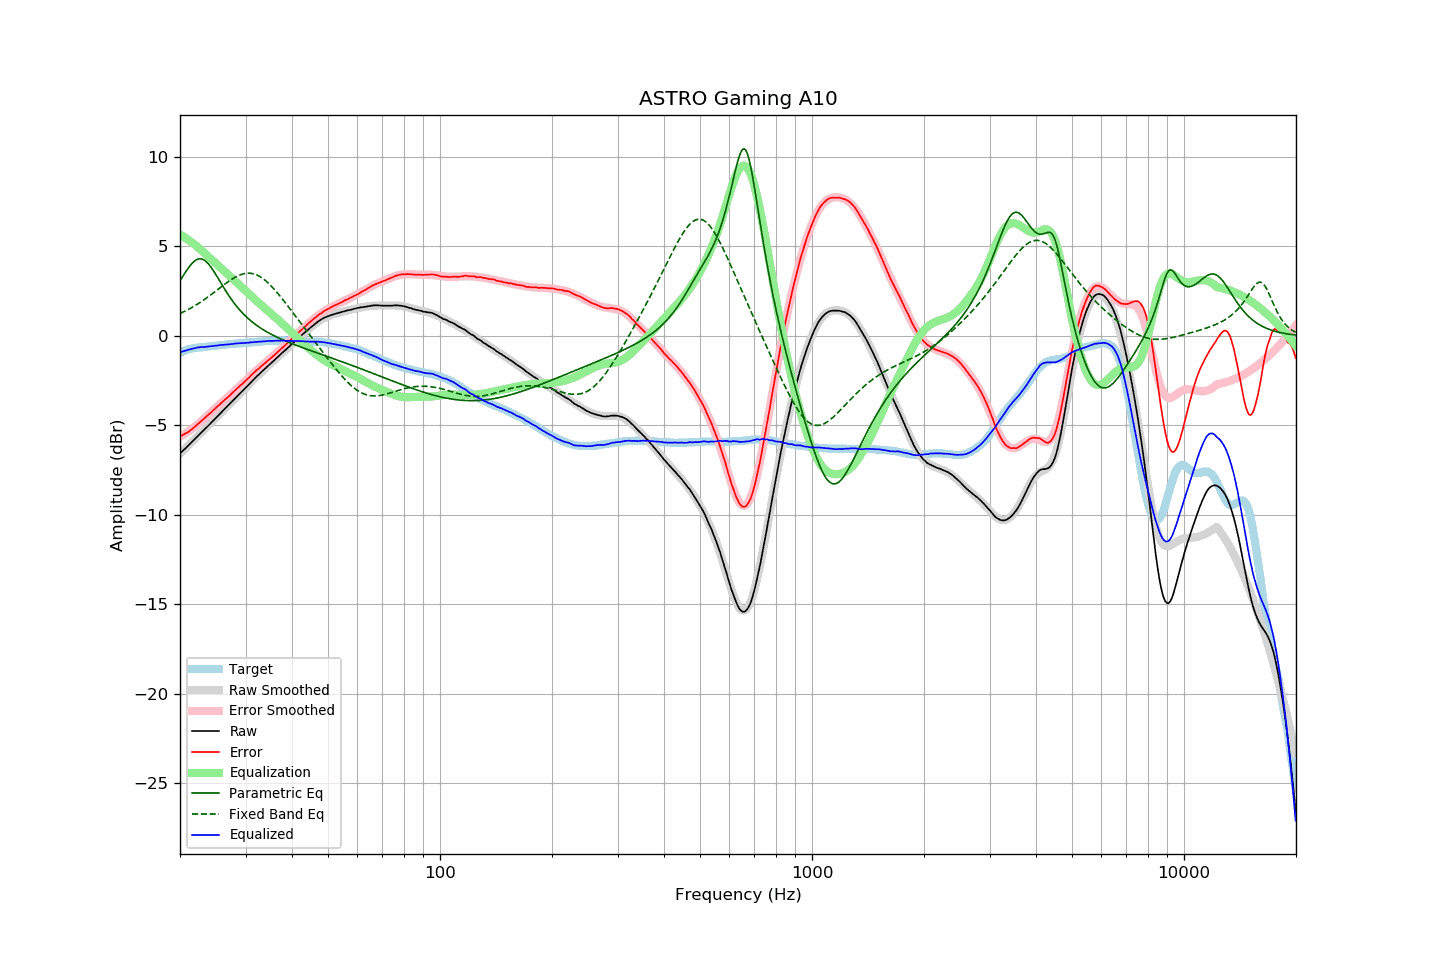 ASTRO Gaming A10
10
5
0
−5
−10
−15
−20
−25
Amplitude (dBr)
Target
Raw Smoothed
Error Smoothed
Raw
Error
Equalization
Parametric Eq
Fixed Band Eq
Equalized
100 1000 10000
Frequency (Hz)